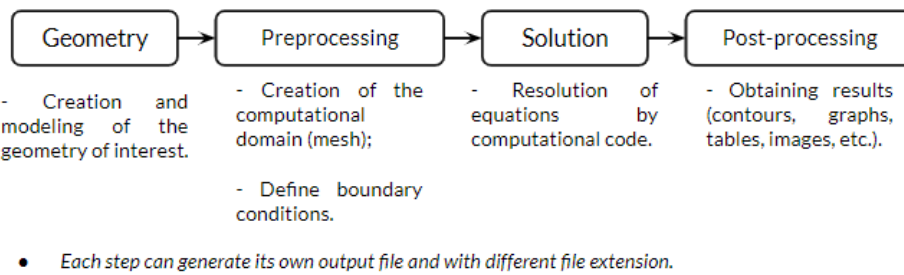 Geometry
Preprocessing
Solution
Post-processing
- Creation and
modeling of the
geometry of interest.
- Creation of the
computational
domain (mesh);
- Define boundary
conditions.
- Resolution of
equations by
computational code.
- Obtaining results
(contours, graphs,
tables, images, etc.).
● Each step can generate its own output file and with different file extension.